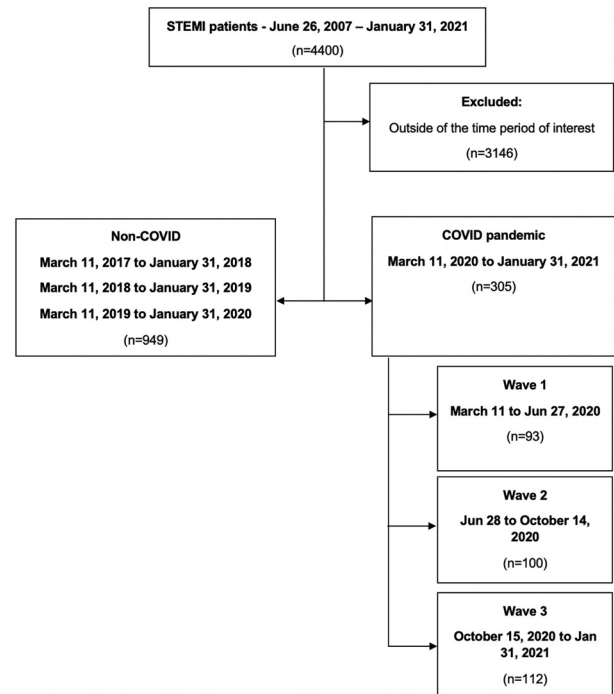 STEMI patients - June 26, 2007 – January 31, 2021
(n=4400)
Excluded:
Outside of the time period of interest
(n=3146)
Non-COVID
March 11, 2017 to January 31, 2018
March 11, 2018 to January 31, 2019
March 11, 2019 to January 31, 2020
(n=949)
COVID pandemic
March 11, 2020 to January 31, 2021
(n=305)
Wave 1
March 11 to Jun 27, 2020
(n=93)
Wave 2
Jun 28 to October 14,
2020
(n=100)
Wave 3
October 15, 2020 to Jan
31, 2021
(n=112)